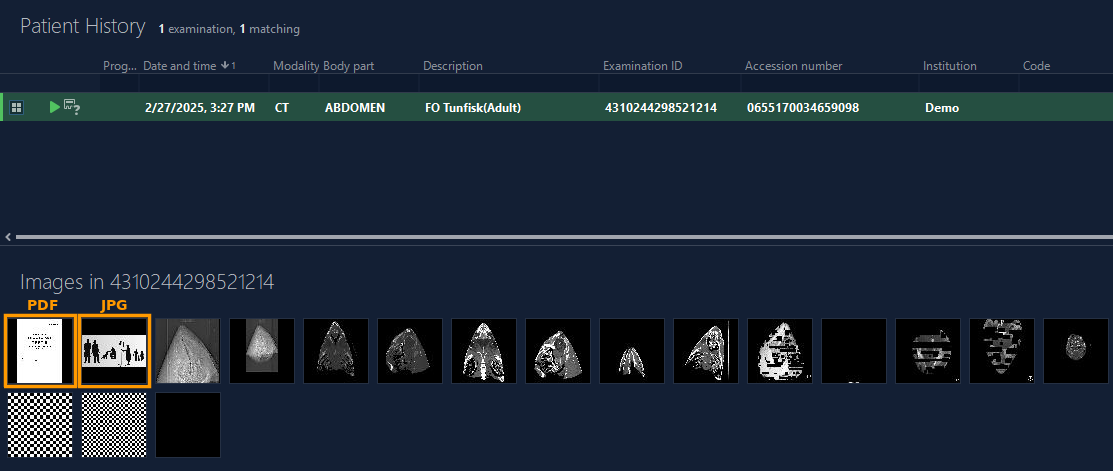 Patient History 1 examination, 1 matching
Prog... Date and time 1 Modality Body part Description Examination ID Accession number Institution Code
2/27/2025, 3:27 PM CT ABDOMEN FO Tunfisk(Adult) 4310244298521214 0655170034659098 Demo
Images in 4310244298521214
PDF JPG